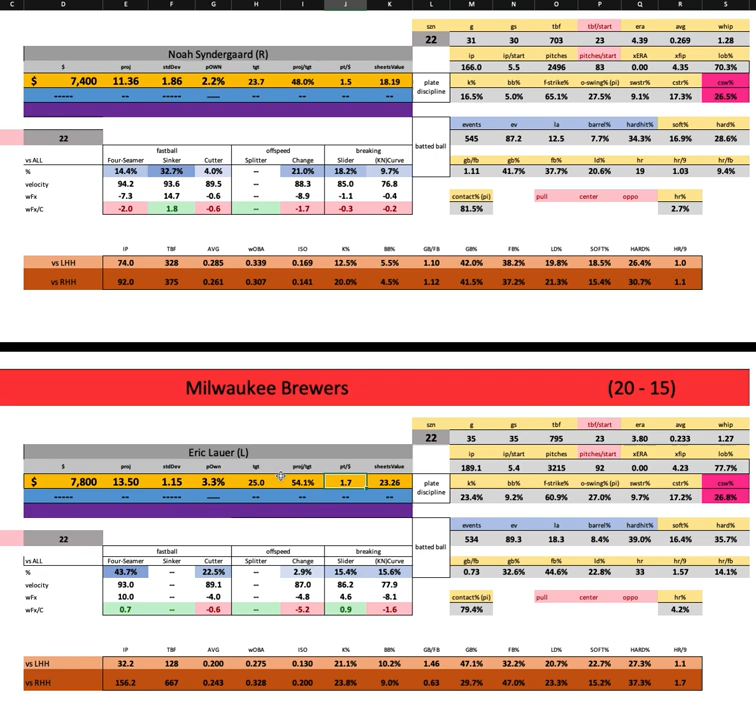 C D E F G H I J K L M N O P Q R S
szn g gs tbf tbf/start era avg whip
22 31 30 703 23 4.39 0.269 1.28
Noah Syndergaard (R) ip ip/start pitches pitches/start xERA xfip lob%
$ proj stdDev pOWN tgt proj/tgt pt/$ sheetsValue 166.0 5.5 2496 83 0.00 4.35 70.3%
$ 7,400 11.36 1.86 2.2% 23.7 48.0% 1.5 18.19 plate discipline k% bb% f-strike% o-swing% (pi) swstr% cstr% csw%
----- -- -- ---- -- -- -- -- 16.5% 5.0% 65.1% 27.5% 9.1% 17.3% 26.5%
events ev la barrel% hardhit% soft% hard%
22 batted ball 545 87.2 12.5 7.7% 34.3% 16.9% 28.6%
fastball offspeed breaking
vs ALL Four-Seamer Sinker Cutter Splitter Change Slider (KN)Curve gb/fb gb% fb% ld% hr hr/9 hr/fb
% 14.4% 32.7% 4.0% -- 21.0% 18.2% 9.7% 1.11 41.7% 37.7% 20.6% 19 1.03 9.4%
velocity 94.2 93.6 89.5 -- 88.3 85.0 76.8
wFx -7.3 14.7 -0.6 -- -8.9 -1.1 -0.4 contact% (pi) pull center oppo hr%
wFx/C -2.0 1.8 -0.6 -- -1.7 -0.3 -0.2 81.5% 2.7%
IP TBF AVG wOBA ISO K% BB% GB/FB GB% FB% LD% SOFT% HARD% HR/9
vs LHH 74.0 328 0.285 0.339 0.169 12.5% 5.5% 1.10 42.0% 38.2% 19.8% 18.5% 26.4% 1.0
vs RHH 92.0 375 0.261 0.307 0.141 20.0% 4.5% 1.12 41.5% 37.2% 21.3% 15.4% 30.7% 1.1
Milwaukee Brewers (20 - 15)
szn g gs tbf tbf/start era avg whip
22 35 35 795 23 3.80 0.233 1.27
Eric Lauer (L) ip ip/start pitches pitches/start xERA xfip lob%
$ proj stdDev pOwn tgt proj/tgt pt/$ sheetsValue 189.1 5.4 3215 92 0.00 4.23 77.7%
$ 7,800 13.50 1.15 3.3% 25.0 54.1% 1.7 23.26 plate discipline k% bb% f-strike% o-swing% (pi) swstr% cstr% csw%
----- -- -- ---- -- -- -- -- 23.4% 9.2% 60.9% 27.0% 9.7% 17.2% 26.8%
events ev la barrel% hardhit% soft% hard%
22 batted ball 534 89.3 18.3 8.4% 39.0% 16.4% 35.7%
fastball offspeed breaking
vs ALL Four-Seamer Sinker Cutter Splitter Change Slider (KN)Curve gb/fb gb% fb% ld% hr hr/9 hr/fb
% 43.7% -- 22.5% -- 2.9% 15.4% 15.6% 0.73 32.6% 44.6% 22.8% 33 1.57 14.1%
velocity 93.0 -- 89.1 -- 87.0 86.2 77.9
wFx 10.0 -- -4.0 -- -4.8 4.6 -8.1 contact% (pi) pull center oppo hr%
wFx/C 0.7 -- -0.6 -- -5.2 0.9 -1.6 79.4% 4.2%
IP TBF AVG wOBA ISO K% BB% GB/FB GB% FB% LD% SOFT% HARD% HR/9
vs LHH 32.2 128 0.200 0.275 0.130 21.1% 10.2% 1.46 47.1% 32.2% 20.7% 22.7% 27.3% 1.1
vs RHH 156.2 667 0.243 0.328 0.200 23.8% 9.0% 0.63 29.7% 47.0% 23.3% 15.2% 37.3% 1.7